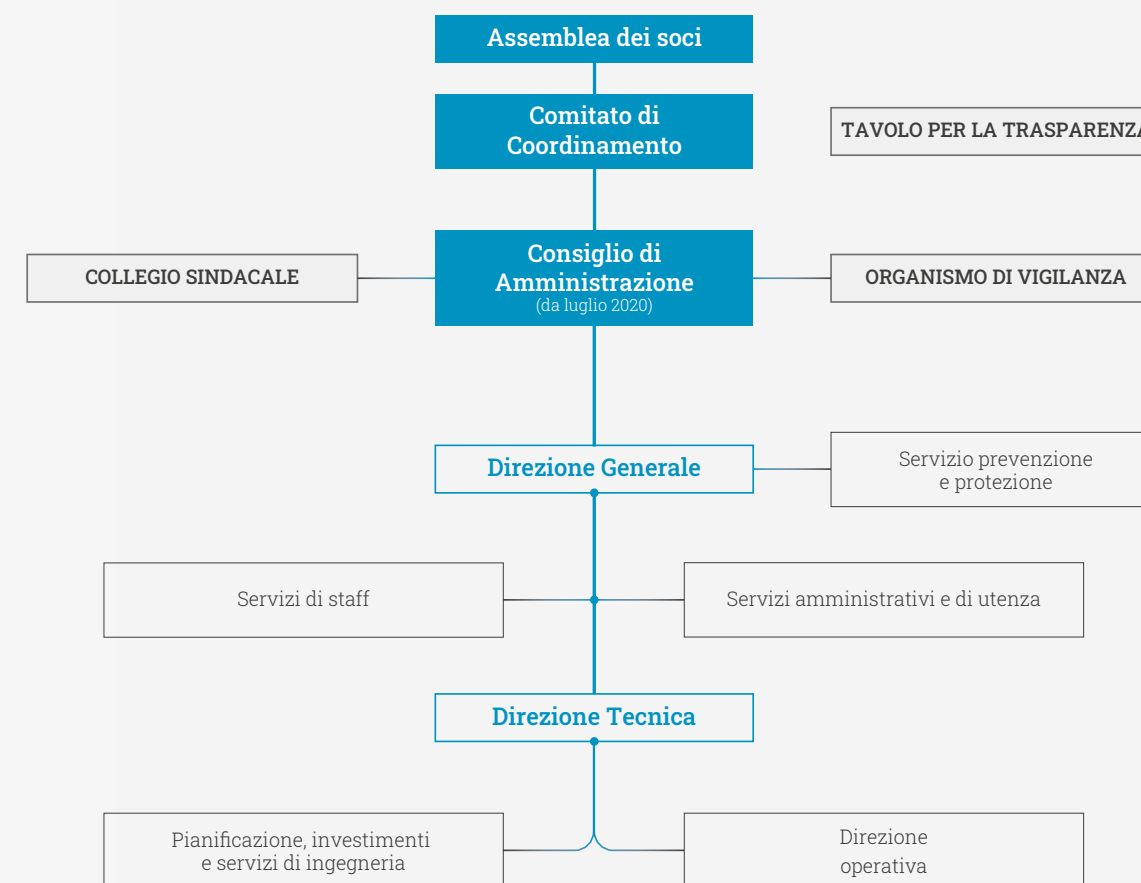 Assemblea dei soci
Comitato di
Coordinamento
TAVOLO PER LA TRASPARENZA
COLLEGIO SINDACALE
Consiglio di
Amministrazione
(da luglio 2020)
ORGANISMO DI VIGILANZA
Direzione Generale
Servizio prevenzione
e protezione
Servizi di staff
Servizi amministrativi e di utenza
Direzione Tecnica
Pianificazione, investimenti
e servizi di ingegneria
Direzione
operativa